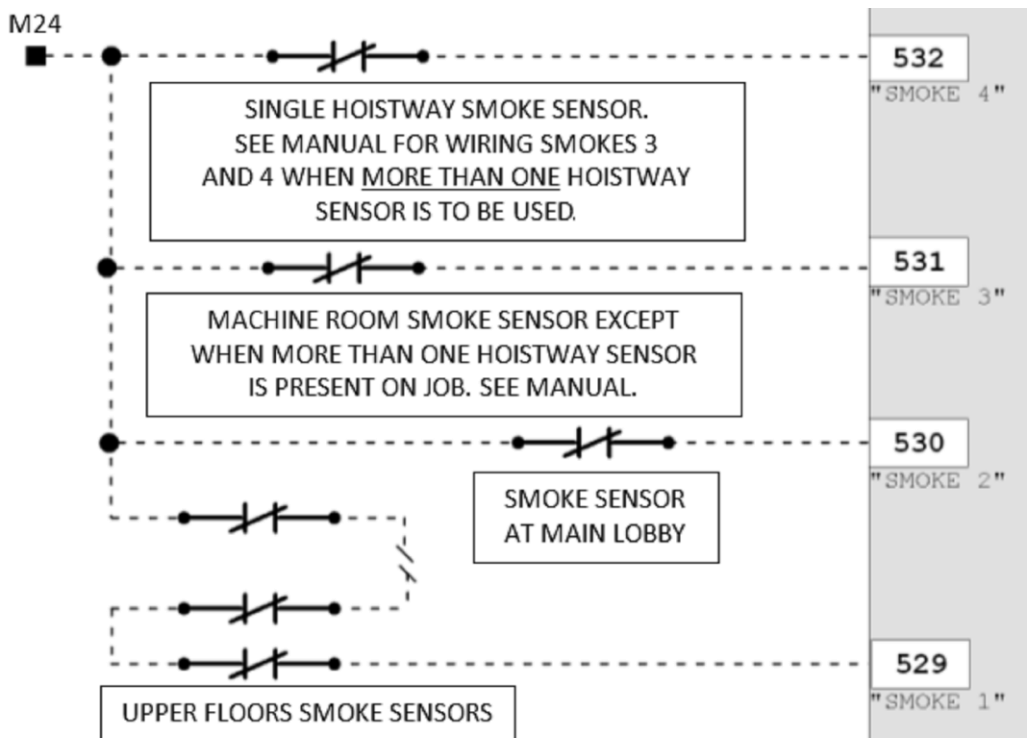 M24
532
"SMOKE 4"
SINGLE HOISTWAY SMOKE SENSOR.
SEE MANUAL FOR WIRING SMOKES 3
AND 4 WHEN MORE THAN ONE HOISTWAY
SENSOR IS TO BE USED.
531
"SMOKE 3"
MACHINE ROOM SMOKE SENSOR EXCEPT
WHEN MORE THAN ONE HOISTWAY SENSOR
IS PRESENT ON JOB. SEE MANUAL.
530
"SMOKE 2"
SMOKE SENSOR
AT MAIN LOBBY
529
"SMOKE 1"
UPPER FLOORS SMOKE SENSORS